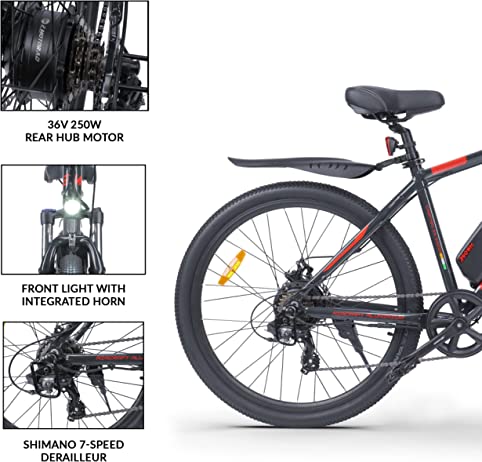 36V 250W
REAR HUB MOTOR
FRONT LIGHT WITH
INTEGRATED HORN
SHIMANO 7-SPEED
DERAILLEUR